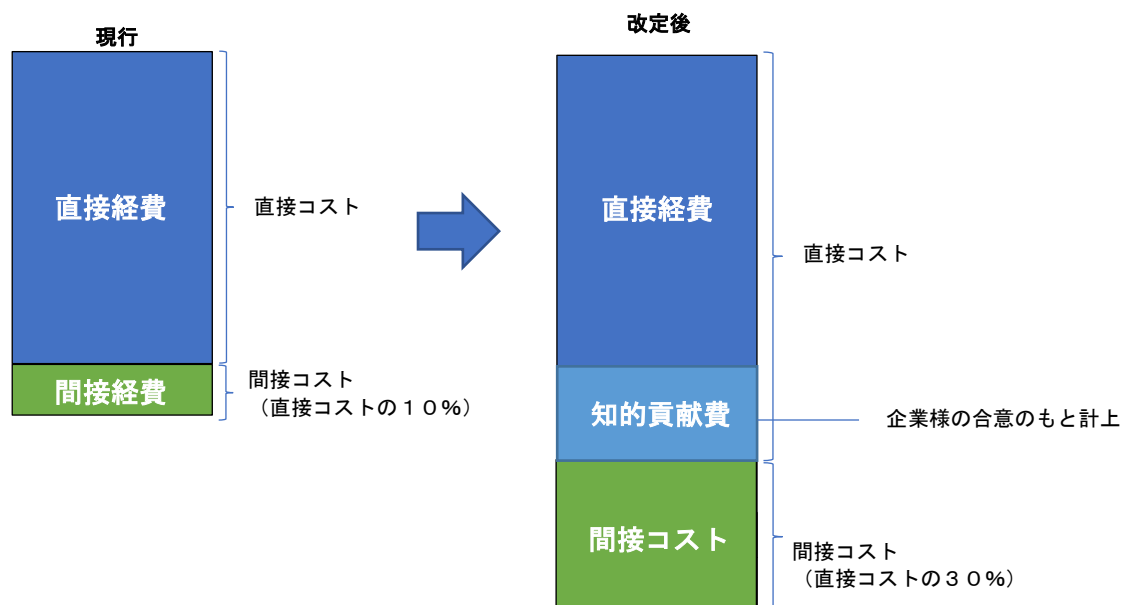 現行
直接経費
直接コスト
間接経費
間接コスト
（直接コストの１０％）
改定後
直接経費
直接コスト
知的貢献費
企業様の合意のもと計上
間接コスト
間接コスト
（直接コストの３０％）